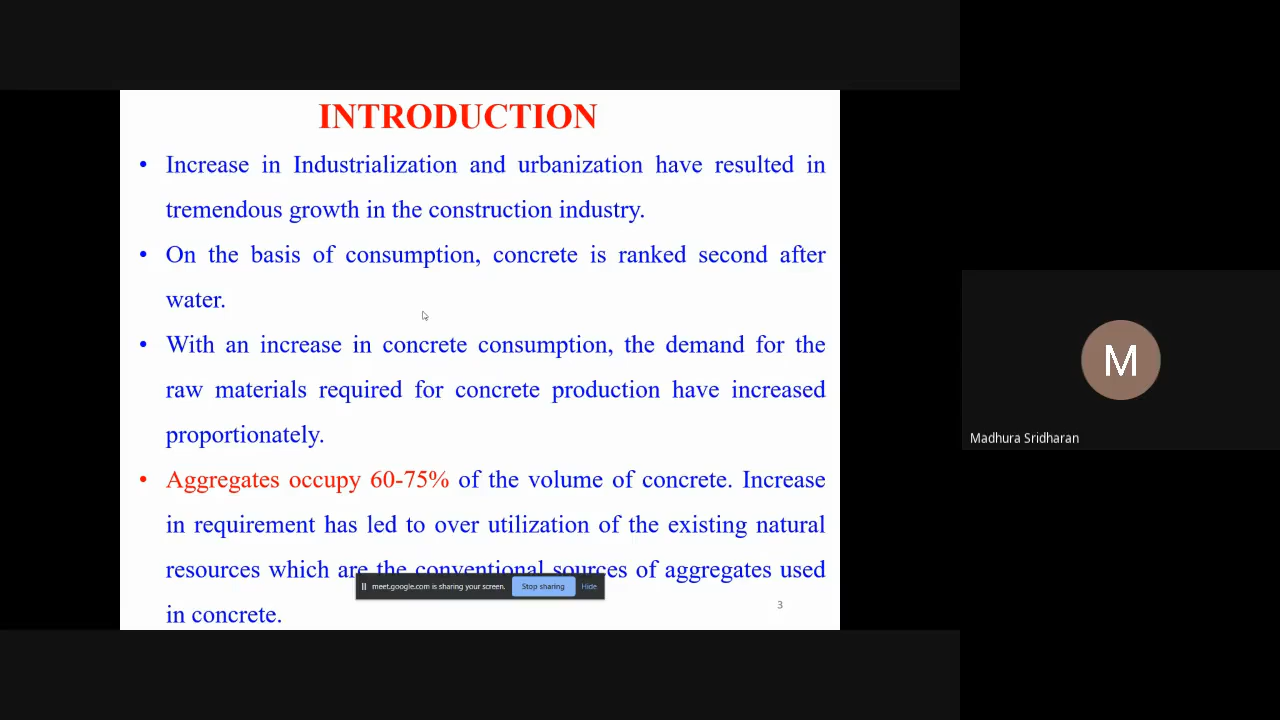 INTRODUCTION
• Increase in Industrialization and urbanization have resulted in
tremendous growth in the construction industry.
• On the basis of consumption, concrete is ranked second after
water.
• With an increase in concrete consumption, the demand for the
raw materials required for concrete production have increased
proportionately.
• Aggregates occupy 60-75% of the volume of concrete. Increase
in requirement has led to over utilization of the existing natural
resources which are the conventional sources of aggregates used
meet.google.com is sharing your screen. Stop sharing Hide
in concrete.
3
M
Madhura Sridharan